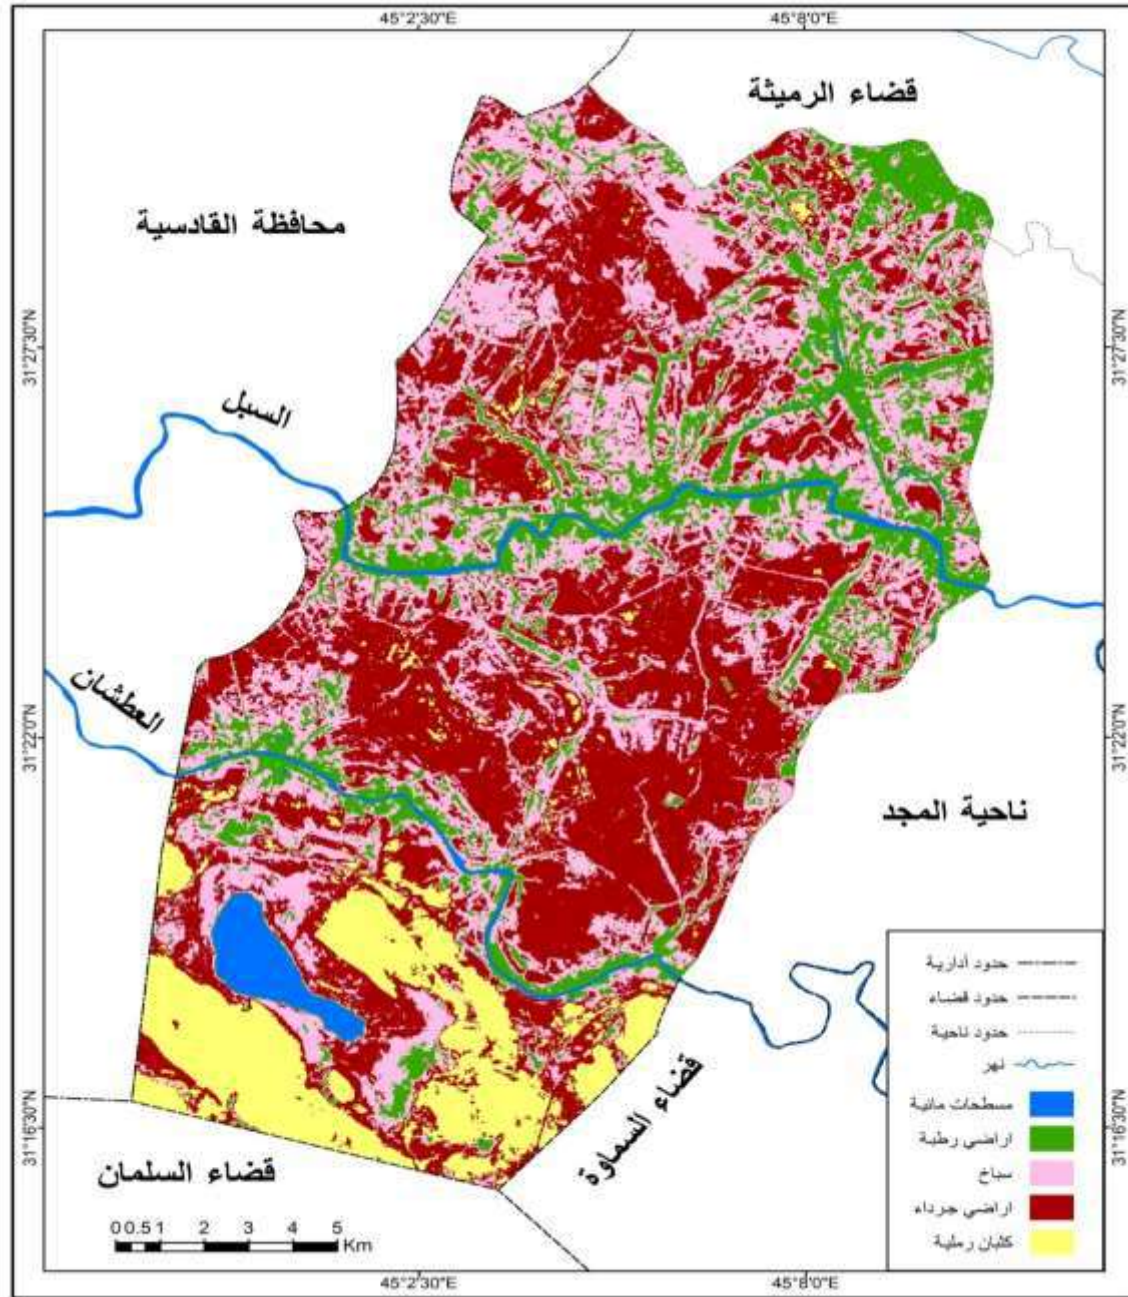 45°2'30"E
45°8'0"E
قضاء الرميثة
محافظة القادسية
31°27'30"N
31°27'30"N
السبل
العطشان
31°22'0"N
31°22'0"N
ناحية المجد
قضاء السماوة
قضاء السلمان
31°16'30"N
31°16'30"N
حدود أدارية
حدود قضاء
حدود ناحية
نهر
مسطحات مائية
اراضي رطبة
سباخ
اراضي جرداء
كثبان رملية
0 0.5 1 2 3 4 5
Km
45°2'30"E
45°8'0"E